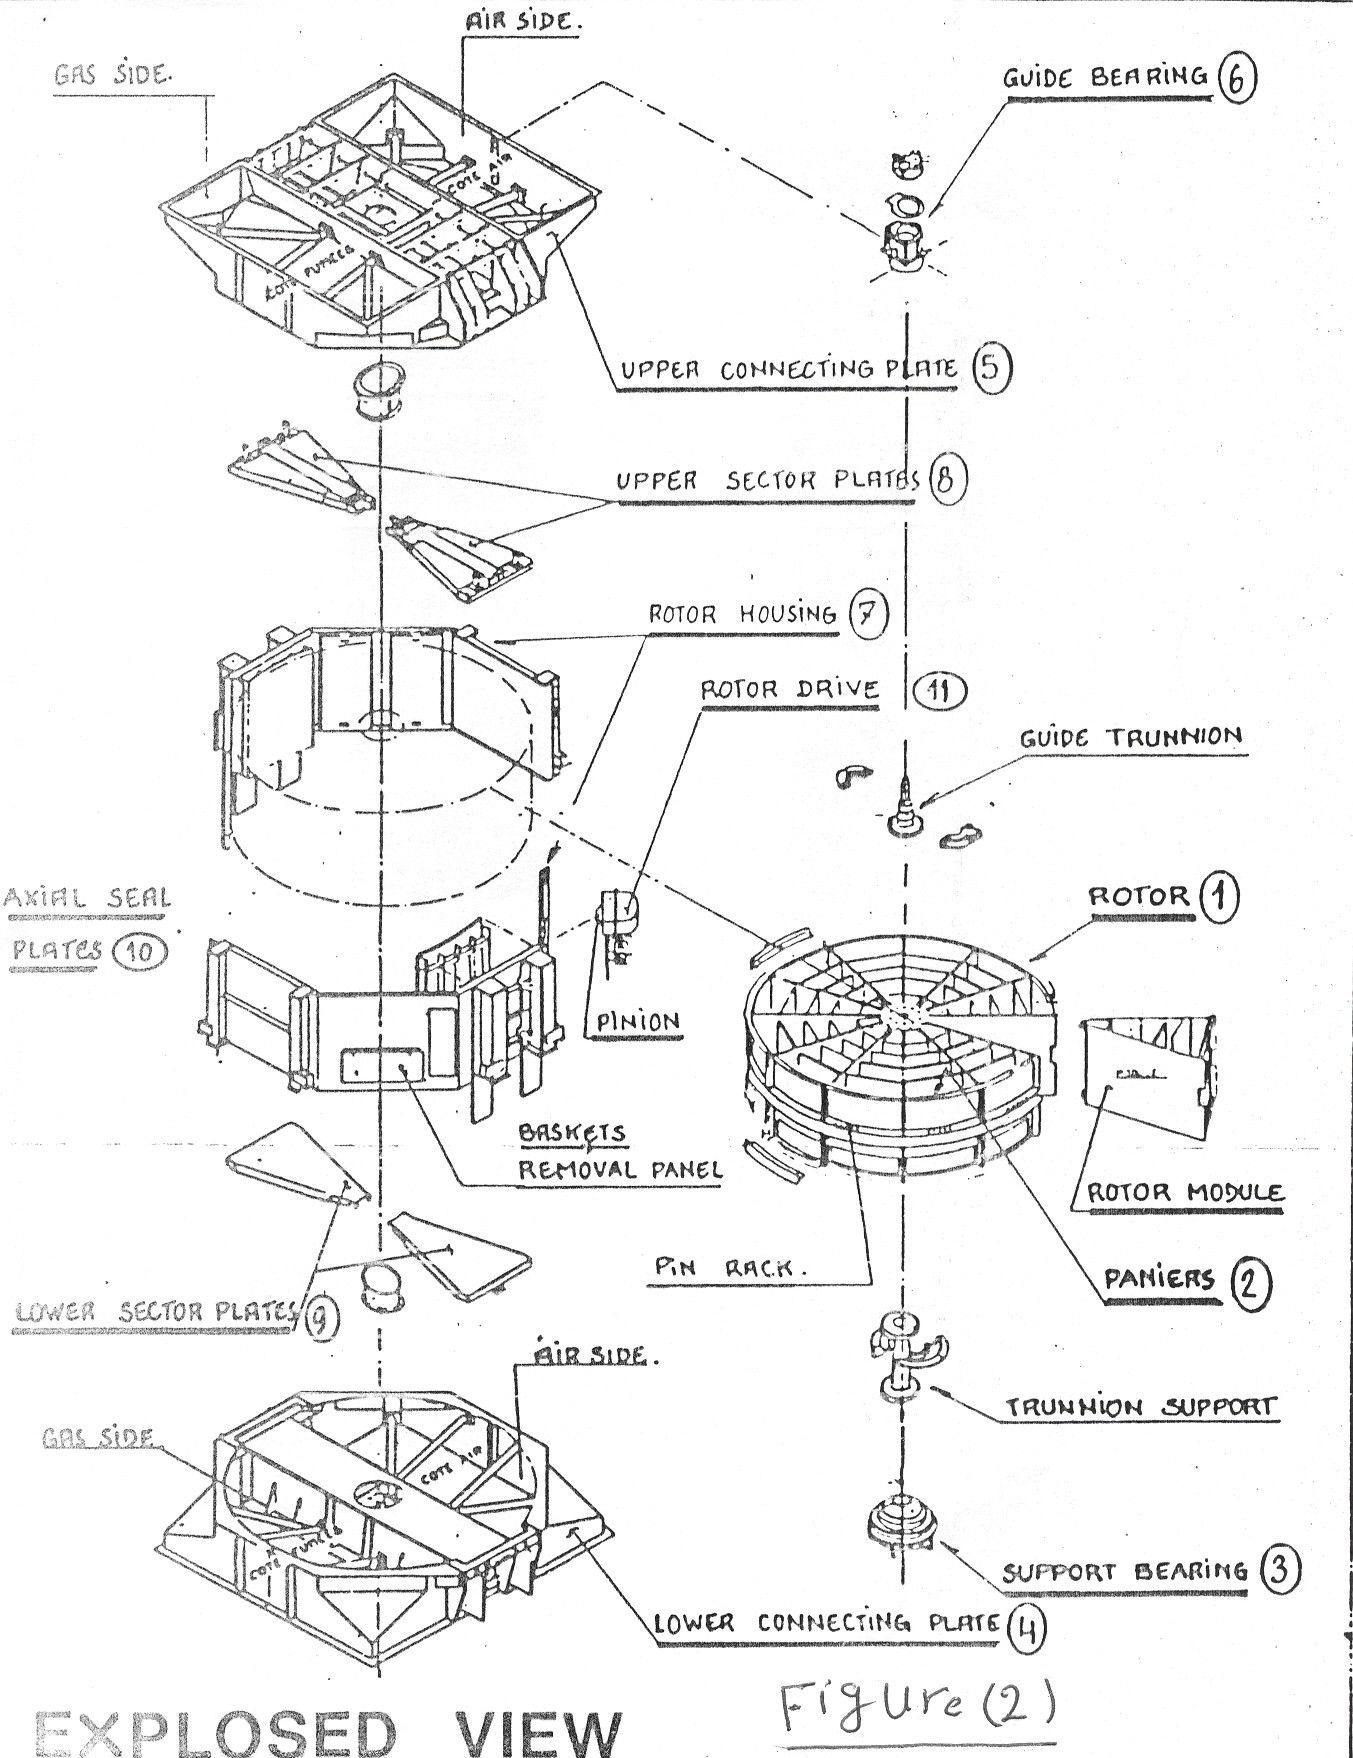 AIR SIDE.
GAS SIDE.
GUIDE BEARING 6
COTE AIR
COTE FUMEES
UPPER CONNECTING PLATE 5
UPPER SECTOR PLATES 8
ROTOR HOUSING 7
ROTOR DRIVE 11
GUIDE TRUNNION
AXIAL SEAL
PLATES 10
ROTOR 1
PINION
BASKETS
REMOVAL PANEL
ROTOR MODULE
PIN RACK.
PANIERS 2
LOWER SECTOR PLATES 9
AIR SIDE.
TRUNNION SUPPORT
GAS SIDE
COTE AIR
COTE FUMEES
SUPPORT BEARING 3
LOWER CONNECTING PLATE 4
Figure (2)
EXPLOSED VIEW